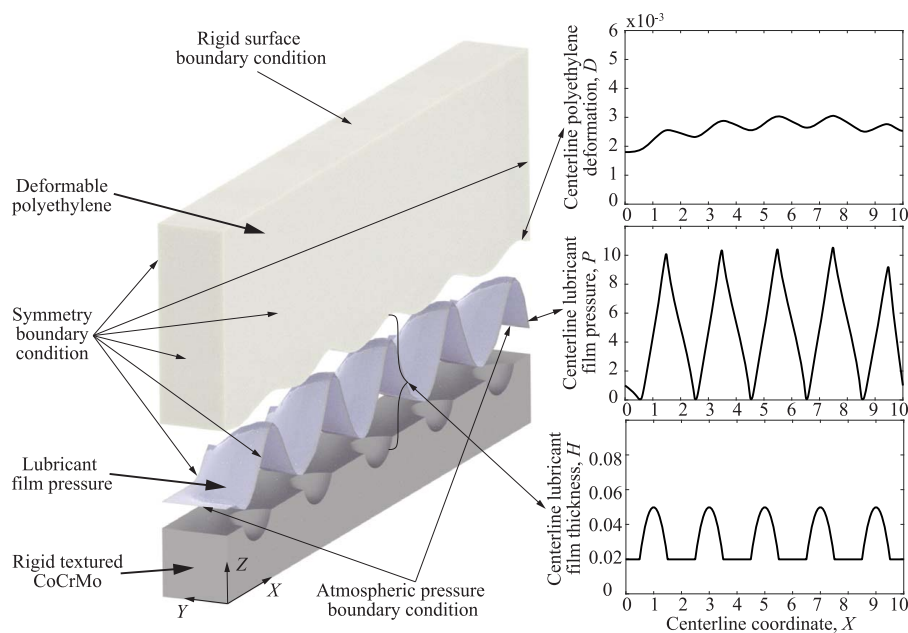 Rigid surface
boundary condition
Deformable
polyethylene
Symmetry
boundary
condition
Lubricant
film pressure
Rigid textured
CoCrMo
Z
X
Y
Atmospheric pressure
boundary condition
x10-3
Centerline polyethylene
deformation, D
6
5
4
3
2
1
0
0 1 2 3 4 5 6 7 8 9 10
Centerline lubricant
film pressure, P
12
10
8
6
4
2
0
0 1 2 3 4 5 6 7 8 9 10
Centerline lubricant
film thickness, H
0.08
0.06
0.04
0.02
0
0 1 2 3 4 5 6 7 8 9 10
Centerline coordinate, X